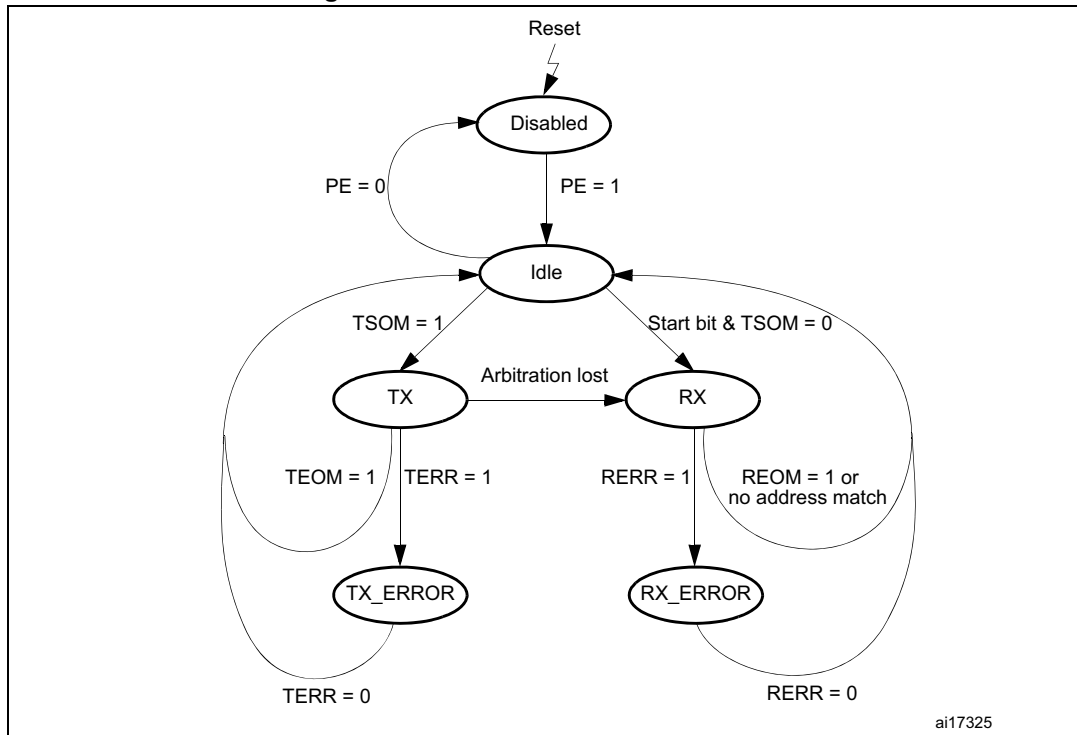 Reset
Disabled
PE = 0
PE = 1
Idle
TSOM = 1
Start bit & TSOM = 0
Arbitration lost
TX
RX
TEOM = 1
TERR = 1
RERR = 1
REOM = 1 or
no address match
TX_ERROR
RX_ERROR
TERR = 0
RERR = 0
ai17325